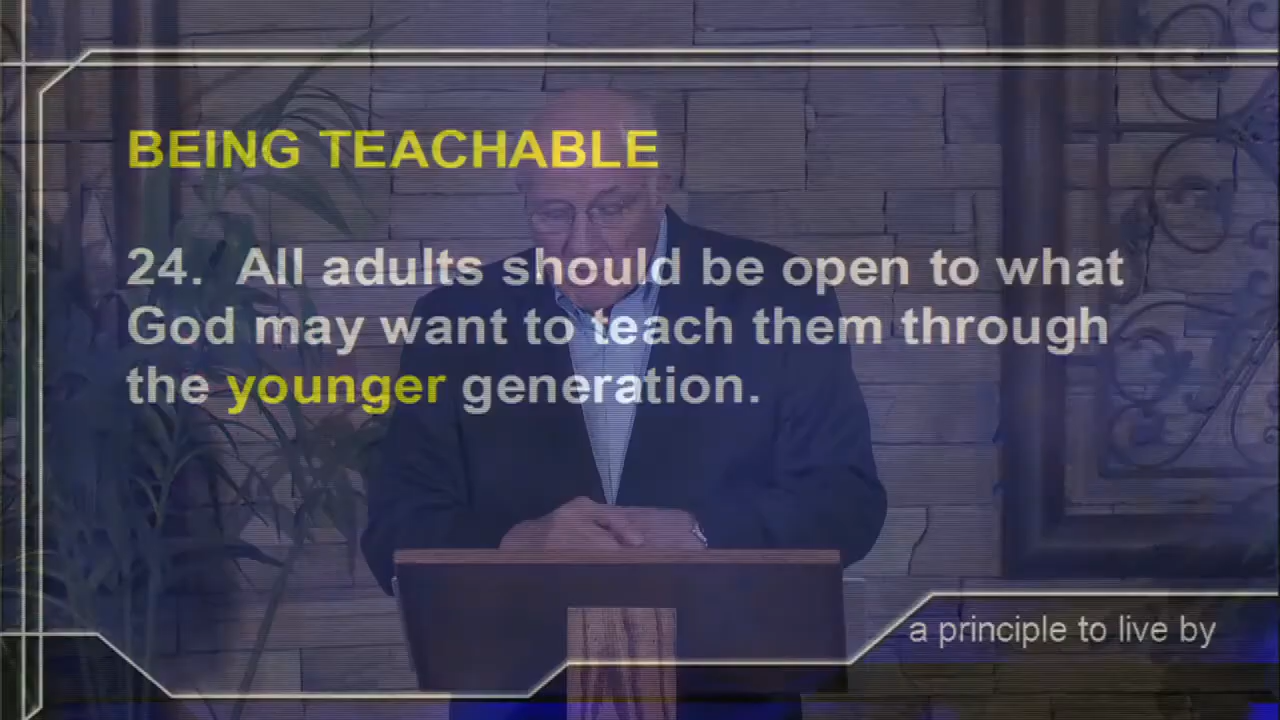 BEING TEACHABLE
24. All adults should be open to what
God may want to teach them through
the younger generation.
a principle to live by